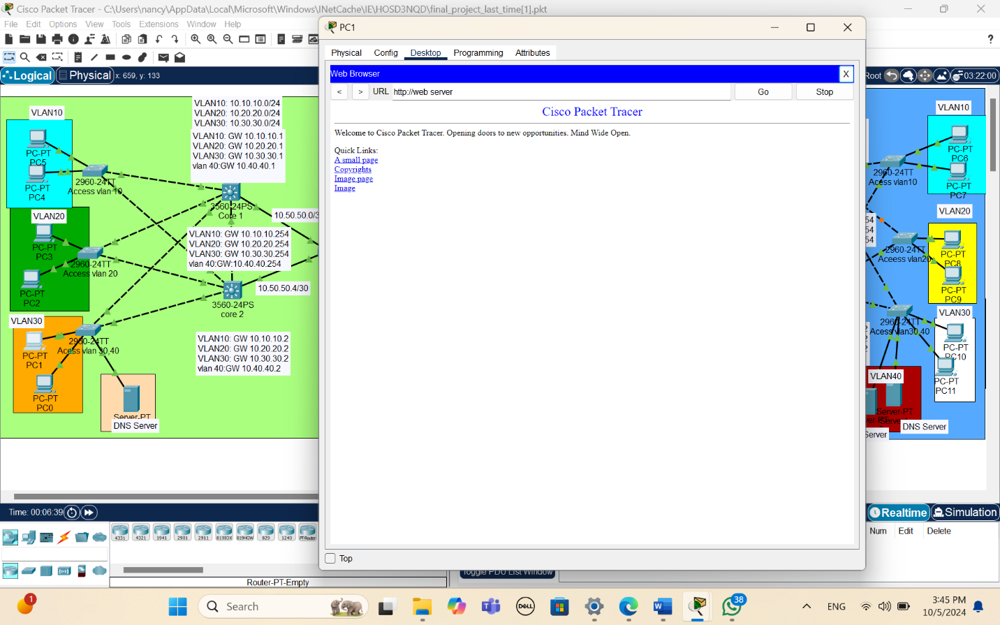 Cisco Packet Tracer - C:\Users\nancy\AppData\Local\Microsoft\Windows\INetCache\IE\HOSD3NQD\final_project_last_time[1].pkt
File Edit Options View Tools Extensions Window Help
Logical Physical x: 659, y: 133
Root 03:22:00
VLAN10
PC-PT
PC5
PC-PT
PC4
2960-24TT
Access vlan 10
VLAN20
PC-PT
PC3
PC-PT
PC2
2960-24TT
Acceess vlan 20
VLAN30
PC-PT
PC1
PC-PT
PC0
2960-24TT
Acess vlan 30,40
Server-PT
DNS Server
VLAN10: 10.10.10.0/24
VLAN20: 10.20.20.0/24
VLAN30: 10.30.30.0/24
VLAN10: GW 10.10.10.1
VLAN20: GW 10.20.20.1
VLAN30: GW 10.30.30.1
vlan 40:GW 10.40.40.1
3560-24PS
Core 1
10.50.50.0/3
VLAN10: GW 10.10.10.254
VLAN20: GW 10.20.20.254
VLAN30: GW 10.30.30.254
vlan 40:GW:10.40.40.254
10.50.50.4/30
3560-24PS
core 2
VLAN10: GW 10.10.10.2
VLAN20: GW 10.20.20.2
VLAN30: GW 10.30.30.2
vlan 40:GW 10.40.40.2
PC1
Physical Config Desktop Programming Attributes
Web Browser X
< > URL http://web server Go Stop
Cisco Packet Tracer
Welcome to Cisco Packet Tracer. Opening doors to new opportunities. Mind Wide Open.
Quick Links:
A small page
Copyrights
Image page
Image
Top
VLAN10
PC-PT
PC6
PC-PT
PC7
2960-24TT
Acess vlan10
VLAN20
54
54
54
PC-PT
PC8
PC-PT
PC9
2960-24TT
VLAN30
2960-24TT
Acess vlan30,40
PC-PT
PC10
PC-PT
PC11
VLAN40
Server-PT
DNS Server
Server
Time: 00:06:39
Realtime Simulation
4331 4321 1941 2901 2911 819IOX 819HGW 829 1240 PT-Router
Router-PT-Empty
Toggle PDU List Window
Num Edit Delete
1
Search
DELL
38
ENG
3:45 PM
10/5/2024